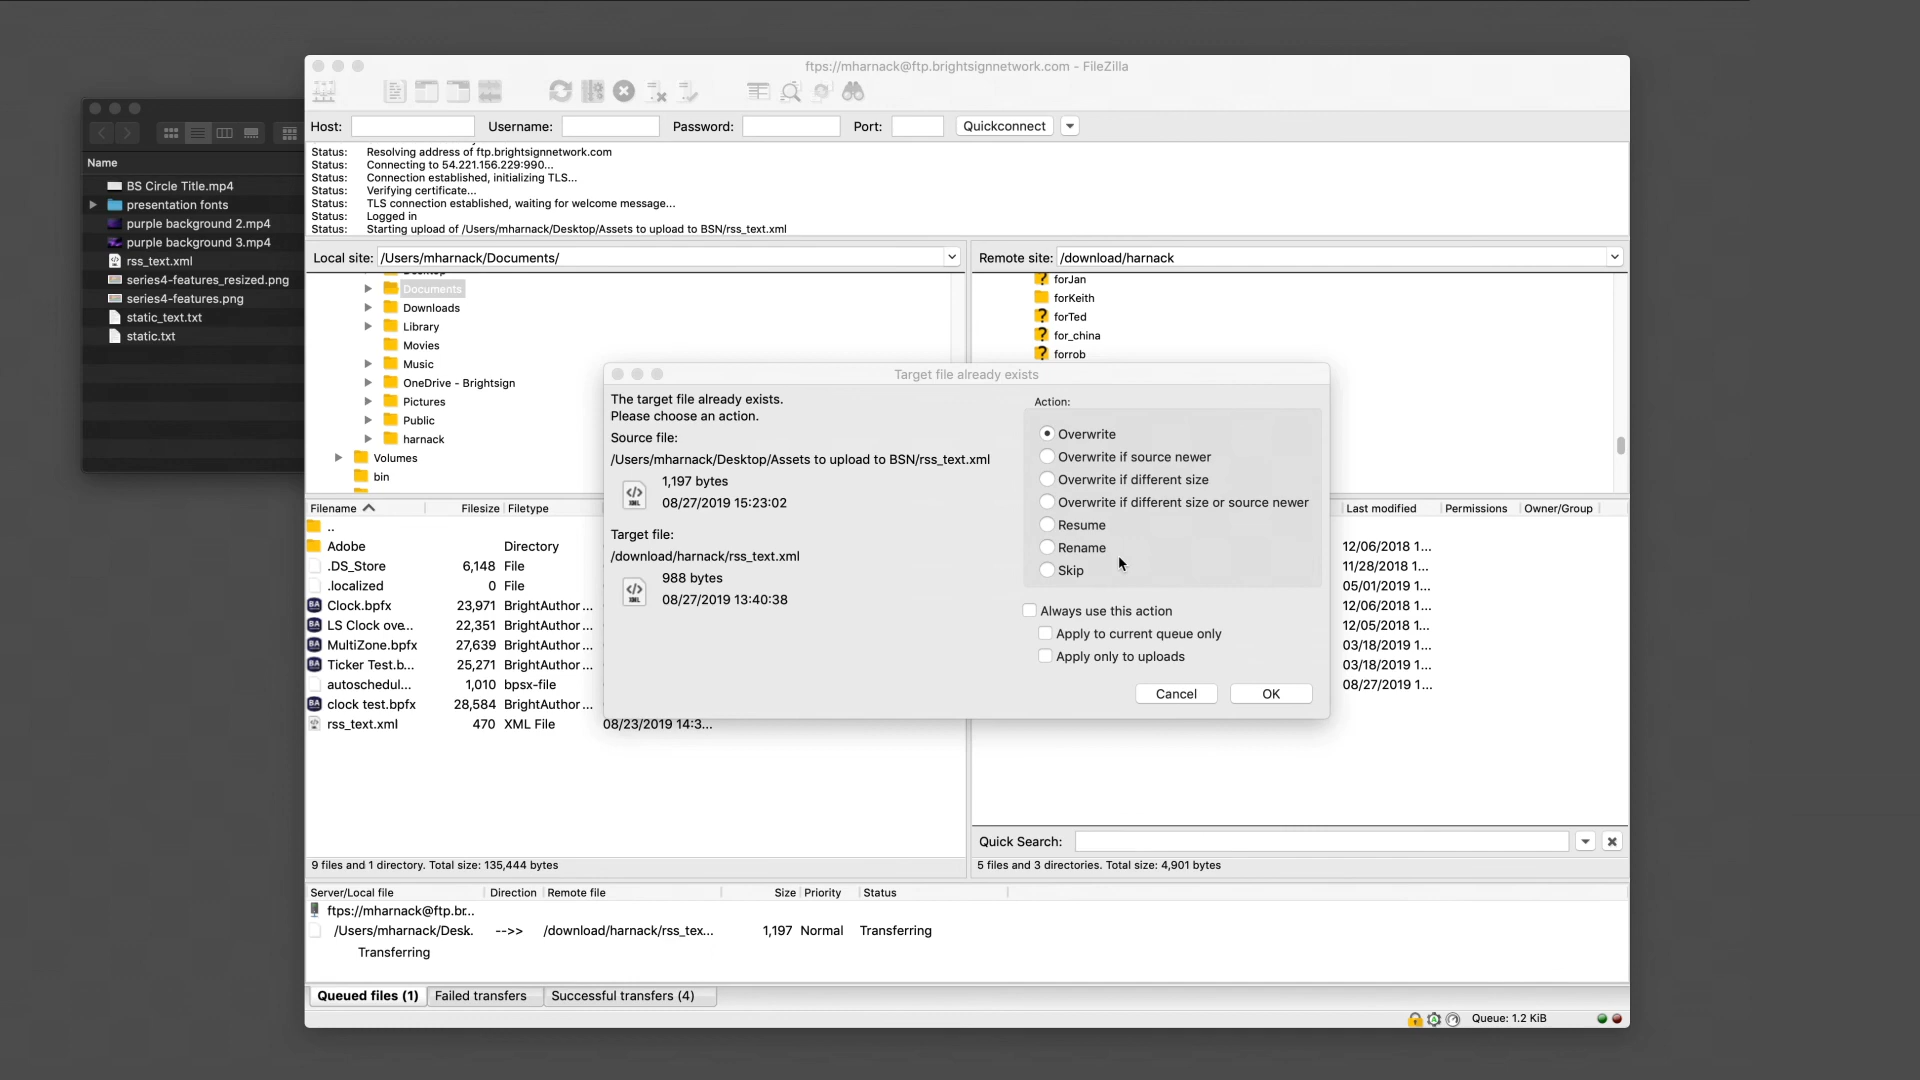 ftps://mharnack@ftp.brightsignnetwork.com - FileZilla
Host:
Username:
Password:
Port:
Quickconnect
Name
BS Circle Title.mp4
presentation fonts
purple background 2.mp4
purple background 3.mp4
rss_text.xml
series4-features_resized.png
series4-features.png
static_text.txt
static.txt
Status: Resolving address of ftp.brightsignnetwork.com
Status: Connecting to 54.221.156.229:990...
Status: Connection established, initializing TLS...
Status: Verifying certificate...
Status: TLS connection established, waiting for welcome message...
Status: Logged in
Status: Starting upload of /Users/mharnack/Desktop/Assets to upload to BSN/rss_text.xml
Local site: /Users/mharnack/Documents/
Desktop
Documents
Downloads
Library
Movies
Music
OneDrive - Brightsign
Pictures
Public
harnack
Volumes
bin
Remote site: /download/harnack
forJan
forKeith
forTed
for_china
forrob
Target file already exists
The target file already exists.
Please choose an action.
Source file:
/Users/mharnack/Desktop/Assets to upload to BSN/rss_text.xml
1,197 bytes
08/27/2019 15:23:02
Target file:
/download/harnack/rss_text.xml
988 bytes
08/27/2019 13:40:38
Action:
Overwrite
Overwrite if source newer
Overwrite if different size
Overwrite if different size or source newer
Resume
Rename
Skip
Always use this action
Apply to current queue only
Apply only to uploads
Cancel
OK
Filename Filesize Filetype
..
Adobe Directory
.DS_Store 6,148 File
.localized 0 File
Clock.bpfx 23,971 BrightAuthor...
LS Clock ove... 22,351 BrightAuthor...
MultiZone.bpfx 27,639 BrightAuthor...
Ticker Test.b... 25,271 BrightAuthor...
autoschedul... 1,010 bpsx-file
clock test.bpfx 28,584 BrightAuthor...
rss_text.xml 470 XML File 08/23/2019 14:3...
9 files and 1 directory. Total size: 135,444 bytes
Last modified Permissions Owner/Group
12/06/2018 1...
11/28/2018 1...
05/01/2019 1...
12/06/2018 1...
12/05/2018 1...
03/18/2019 1...
03/18/2019 1...
08/27/2019 1...
Quick Search:
5 files and 3 directories. Total size: 4,901 bytes
Server/Local file Direction Remote file Size Priority Status
ftps://mharnack@ftp.br...
/Users/mharnack/Desk. -->> /download/harnack/rss_tex... 1,197 Normal Transferring
Transferring
Queued files (1)
Failed transfers
Successful transfers (4)
Queue: 1.2 KiB